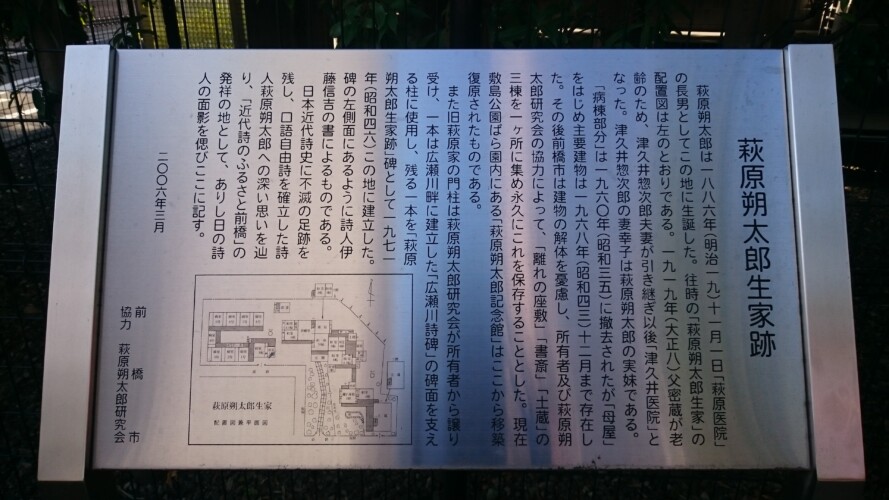 萩原朔太郎生家跡
萩原朔太郎は一八八六年（明治一九）十一月一日「萩原医院」
の長男としてこの地に生誕した。往時の「萩原朔太郎生家」の
配置図は左のとおりである。一九一九年（大正八）父密蔵が老
齢のため、津久井惣次郎夫妻が引き継ぎ以後「津久井医院」と
なった。津久井惣次郎の妻幸子は萩原朔太郎の実妹である。
「病棟部分」は一九六〇年（昭和三五）に撤去されたが「母屋」
をはじめ主要建物は一九六八年（昭和四三）十二月まで存在し
た。その後前橋市は建物の解体を憂慮し、所有者及び萩原朔
太郎研究会の協力によって、「離れの座敷」「書斎」「土蔵」の
三棟を一ヶ所に集め永久にこれを保存することとした。現在
敷島公園ばら園内にある「萩原朔太郎記念館」はここから移築
復原されたものである。
また旧萩原家の門柱は萩原朔太郎研究会が所有者から譲り
受け、一本は広瀬川畔に建立した「広瀬川詩碑」の碑面を支え
る柱に使用し、残る一本を「萩原
朔太郎生家跡」碑として一九七一
年（昭和四六）この地に建立した。
碑の左側面にあるように詩人伊
藤信吉の書によるものである。
日本近代詩史に不滅の足跡を
残し、口語自由詩を確立した詩
人萩原朔太郎への深い思いを辿
り、「近代詩のふるさと前橋」の
発祥の地として、ありし日の詩
人の面影を偲びここに記す。
二〇〇六年三月
前橋市
協力 萩原朔太郎研究会
萩原朔太郎生家
配置図兼平面図